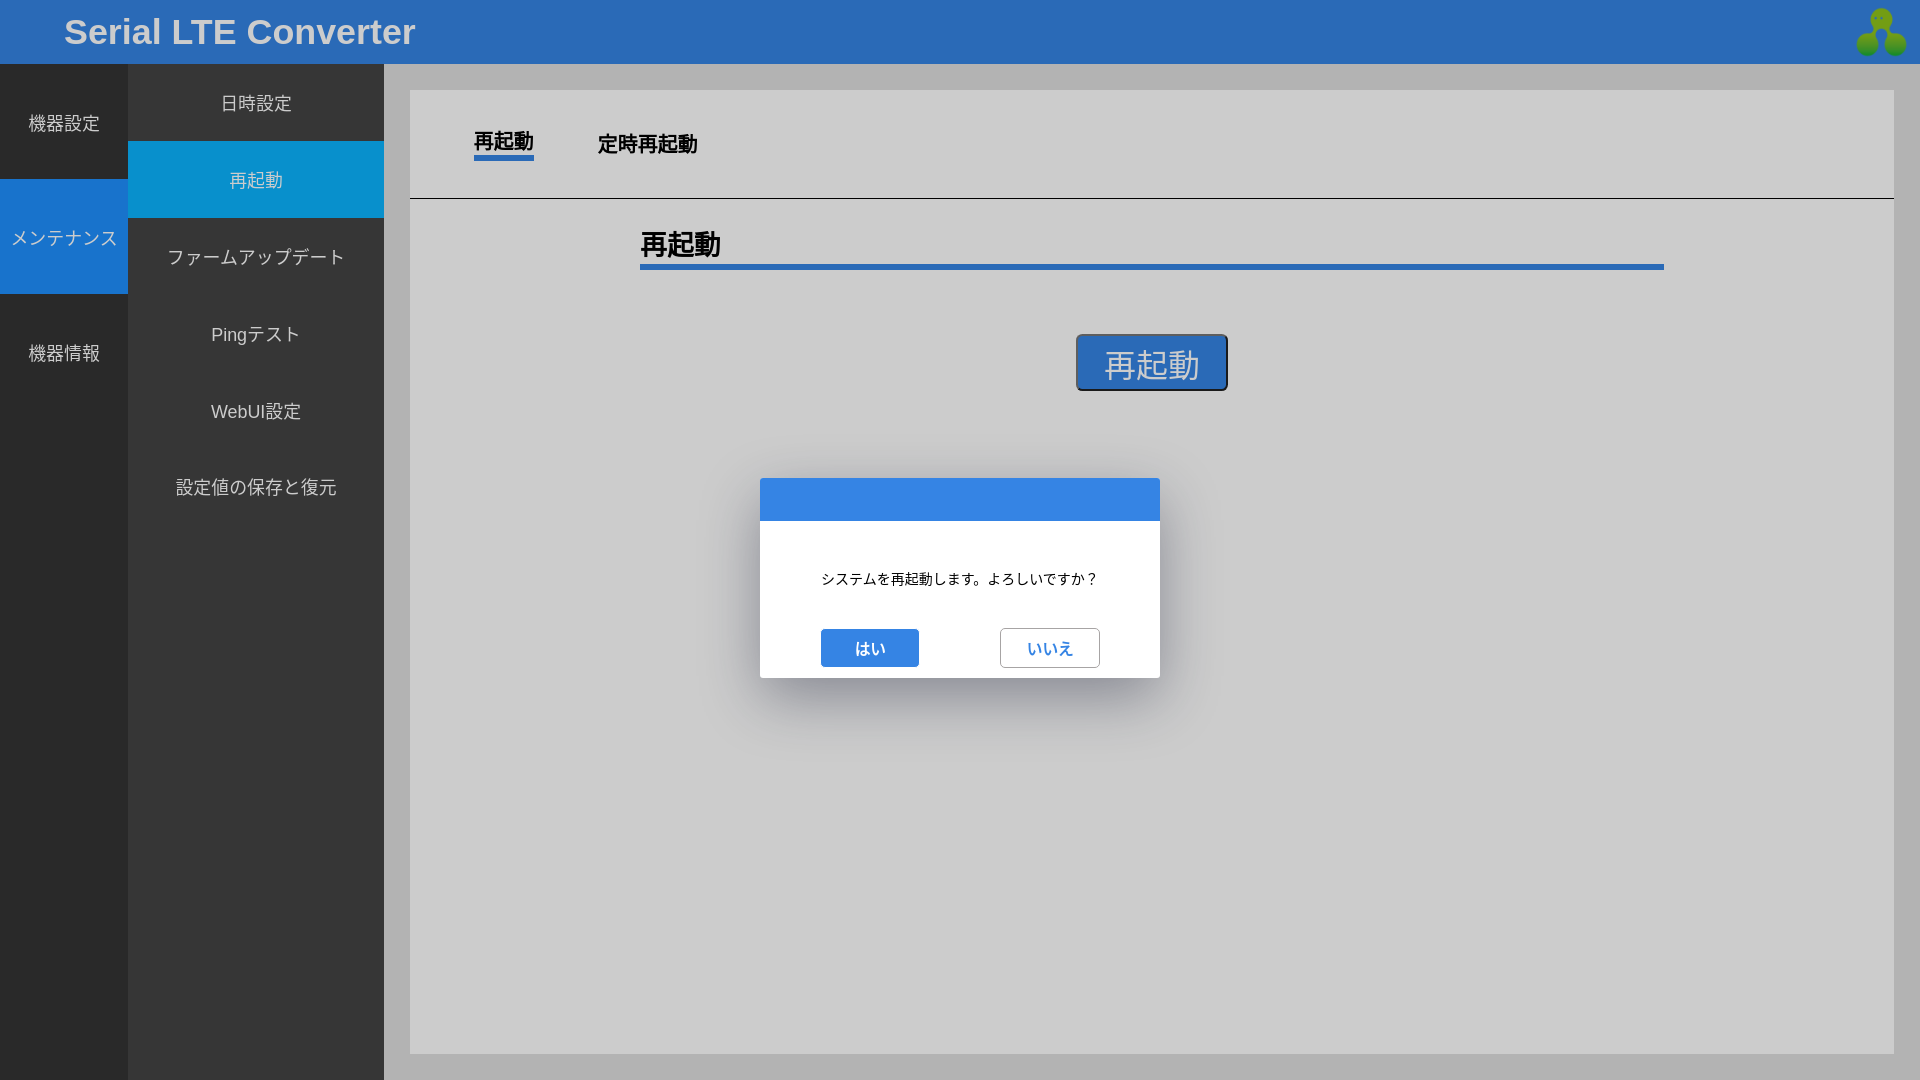 Serial LTE Converter
機器設定
メンテナンス
機器情報
日時設定
再起動
ファームアップデート
Pingテスト
WebUI設定
設定値の保存と復元
再起動
定時再起動
再起動
再起動
システムを再起動します。よろしいですか？
はい
いいえ